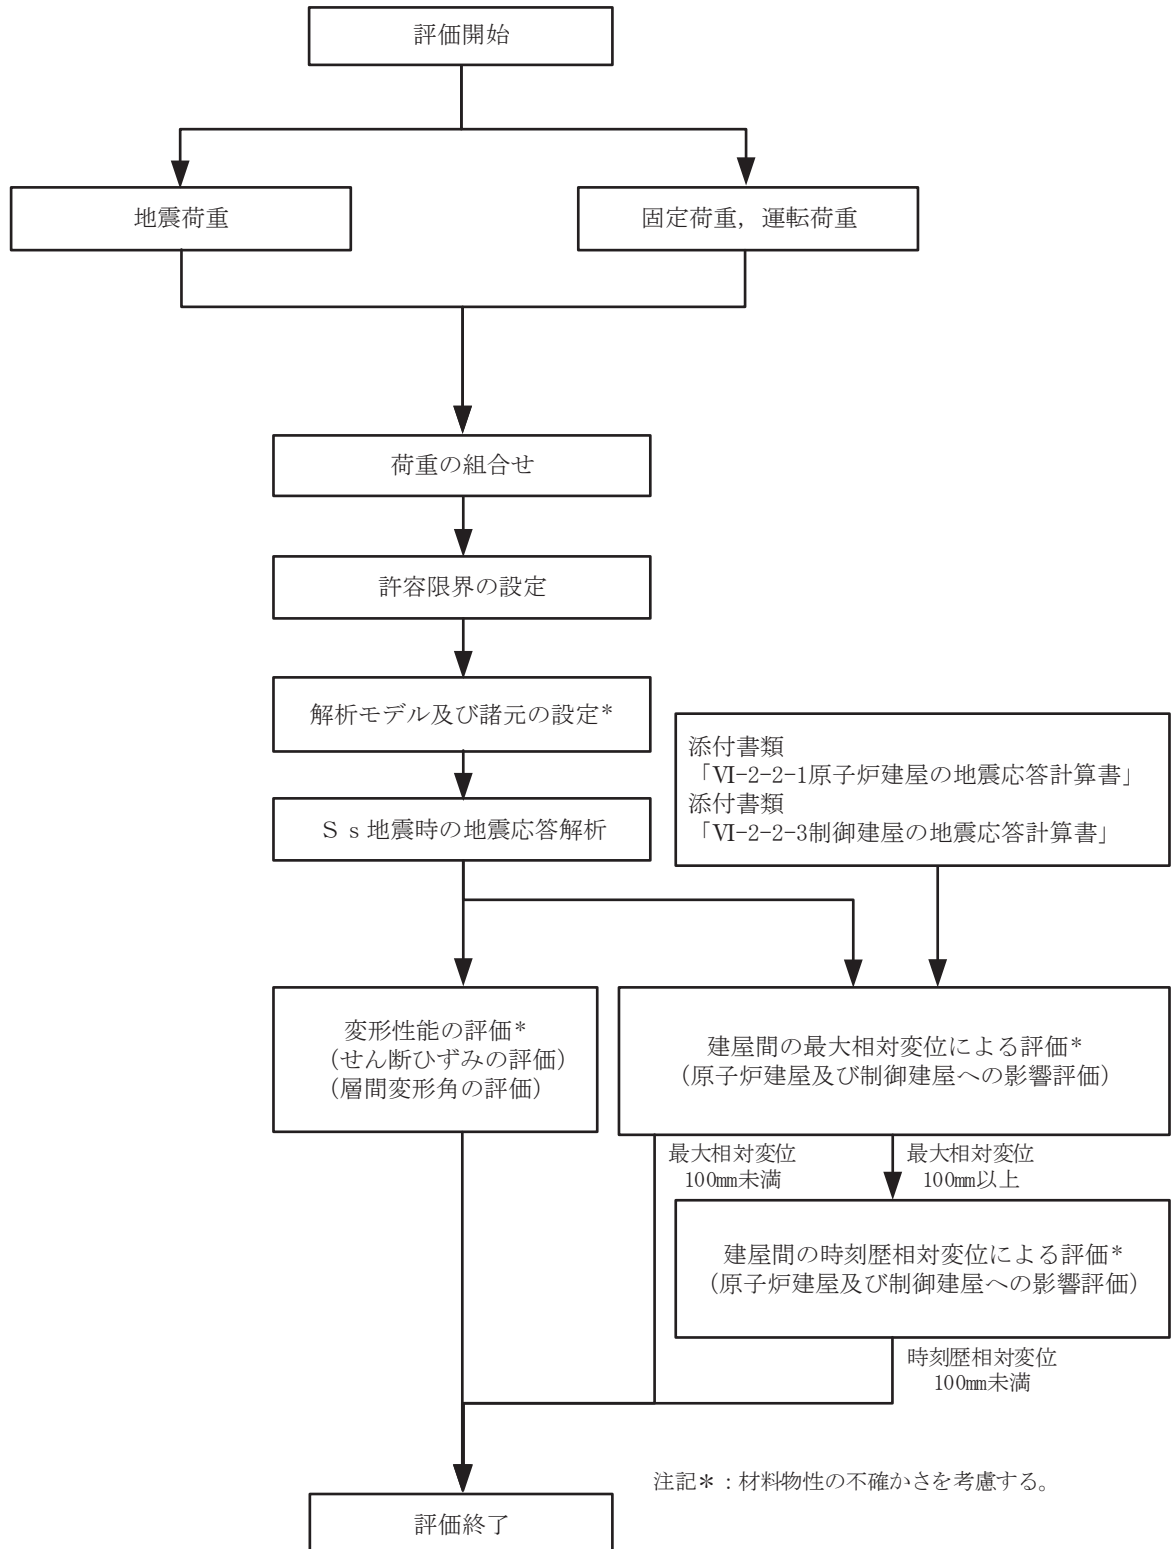 評価開始
地震荷重
固定荷重，運転荷重
荷重の組合せ
許容限界の設定
解析モデル及び諸元の設定*
Ｓｓ地震時の地震応答解析
添付書類
「Ⅵ-2-2-1原子炉建屋の地震応答計算書」
添付書類
「Ⅵ-2-2-3制御建屋の地震応答計算書」
変形性能の評価*
（せん断ひずみの評価）
（層間変形角の評価）
建屋間の最大相対変位による評価*
（原子炉建屋及び制御建屋への影響評価）
最大相対変位
100mm未満
最大相対変位
100mm以上
建屋間の時刻歴相対変位による評価*
（原子炉建屋及び制御建屋への影響評価）
時刻歴相対変位
100mm未満
注記＊：材料物性の不確かさを考慮する。
評価終了